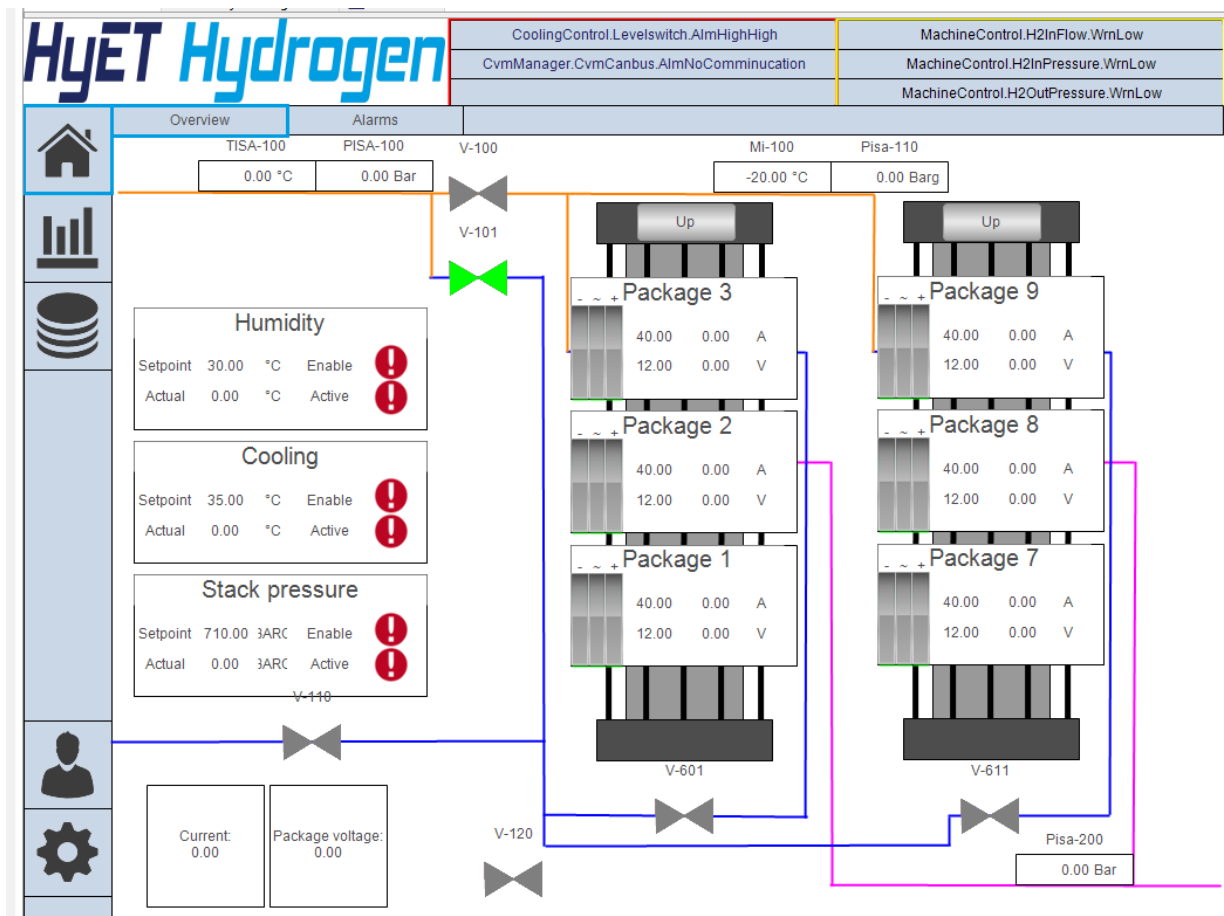 HyET Hydrogen
CoolingControl.Levelswitch.AlmHighHigh
MachineControl.H2InFlow.WrnLow
CvmManager.CvmCanbus.AlmNoComminucation
MachineControl.H2InPressure.WrnLow
MachineControl.H2OutPressure.WrnLow
Overview Alarms
TISA-100 PISA-100 V-100 Mi-100 Pisa-110
0.00 °C 0.00 Bar -20.00 °C 0.00 Barg
V-101
Up Up
- ~ + Package 3
40.00 0.00 A
12.00 0.00 V
- ~ + Package 9
40.00 0.00 A
12.00 0.00 V
Humidity
Setpoint 30.00 °C Enable
Actual 0.00 °C Active
- ~ + Package 2
40.00 0.00 A
12.00 0.00 V
- ~ + Package 8
40.00 0.00 A
12.00 0.00 V
Cooling
Setpoint 35.00 °C Enable
Actual 0.00 °C Active
- ~ + Package 1
40.00 0.00 A
12.00 0.00 V
- ~ + Package 7
40.00 0.00 A
12.00 0.00 V
Stack pressure
Setpoint 710.00 Enable
Actual 0.00 Active
V-110
V-601 V-611
Current:
0.00
Package voltage:
0.00
V-120
Pisa-200
0.00 Bar